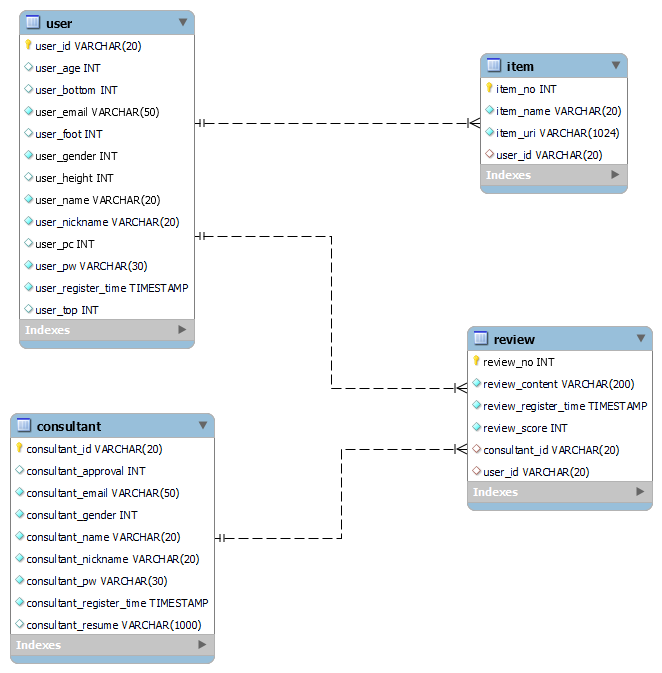 user
user_id VARCHAR(20)
user_age INT
user_bottom INT
user_email VARCHAR(50)
user_foot INT
user_gender INT
user_height INT
user_name VARCHAR(20)
user_nickname VARCHAR(20)
user_pc INT
user_pw VARCHAR(30)
user_register_time TIMESTAMP
user_top INT
Indexes
item
item_no INT
item_name VARCHAR(20)
item_uri VARCHAR(1024)
user_id VARCHAR(20)
Indexes
review
review_no INT
review_content VARCHAR(200)
review_register_time TIMESTAMP
review_score INT
consultant_id VARCHAR(20)
user_id VARCHAR(20)
Indexes
consultant
consultant_id VARCHAR(20)
consultant_approval INT
consultant_email VARCHAR(50)
consultant_gender INT
consultant_name VARCHAR(20)
consultant_nickname VARCHAR(20)
consultant_pw VARCHAR(30)
consultant_register_time TIMESTAMP
consultant_resume VARCHAR(1000)
Indexes